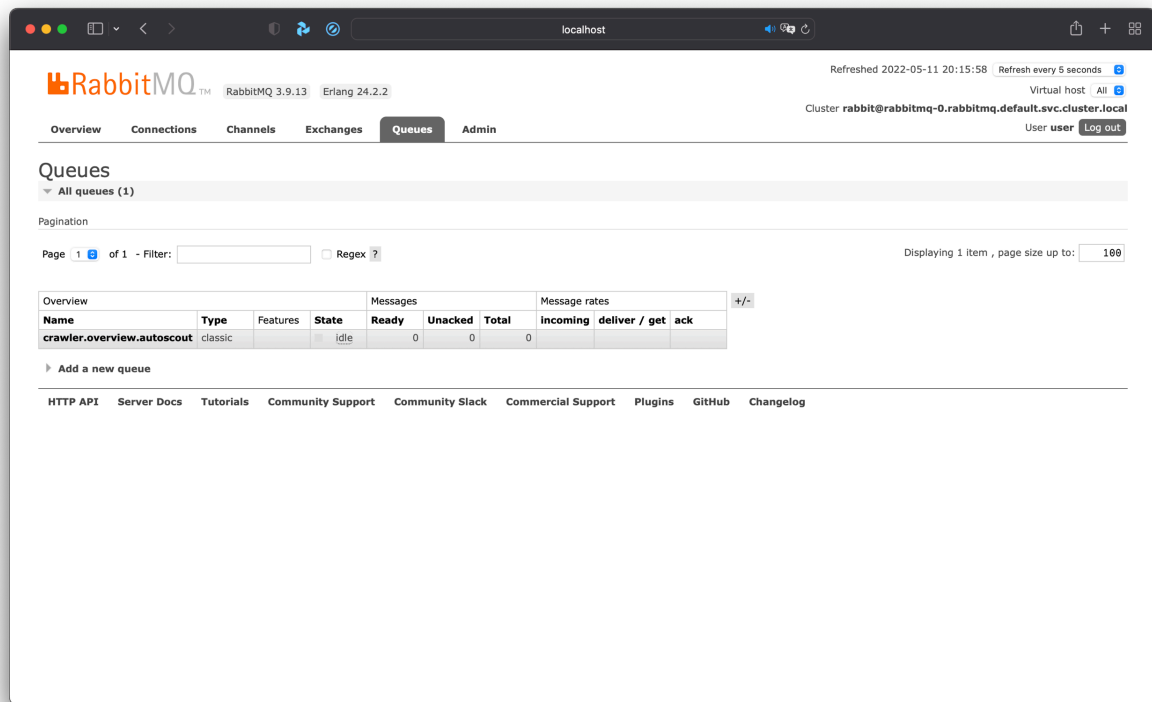 localhost
RabbitMQ TM RabbitMQ 3.9.13 Erlang 24.2.2
Refreshed 2022-05-11 20:15:58 Refresh every 5 seconds
Virtual host All
Cluster rabbit@rabbitmq-0.rabbitmq.default.svc.cluster.local
User user Log out
Overview Connections Channels Exchanges Queues Admin
Queues
All queues (1)
Pagination
Page 1 of 1 - Filter: Regex ? Displaying 1 item , page size up to: 100
Overview Messages Message rates +/-
Name Type Features State Ready Unacked Total incoming deliver / get ack
crawler.overview.autoscout classic idle 0 0 0
Add a new queue
HTTP API Server Docs Tutorials Community Support Community Slack Commercial Support Plugins GitHub Changelog